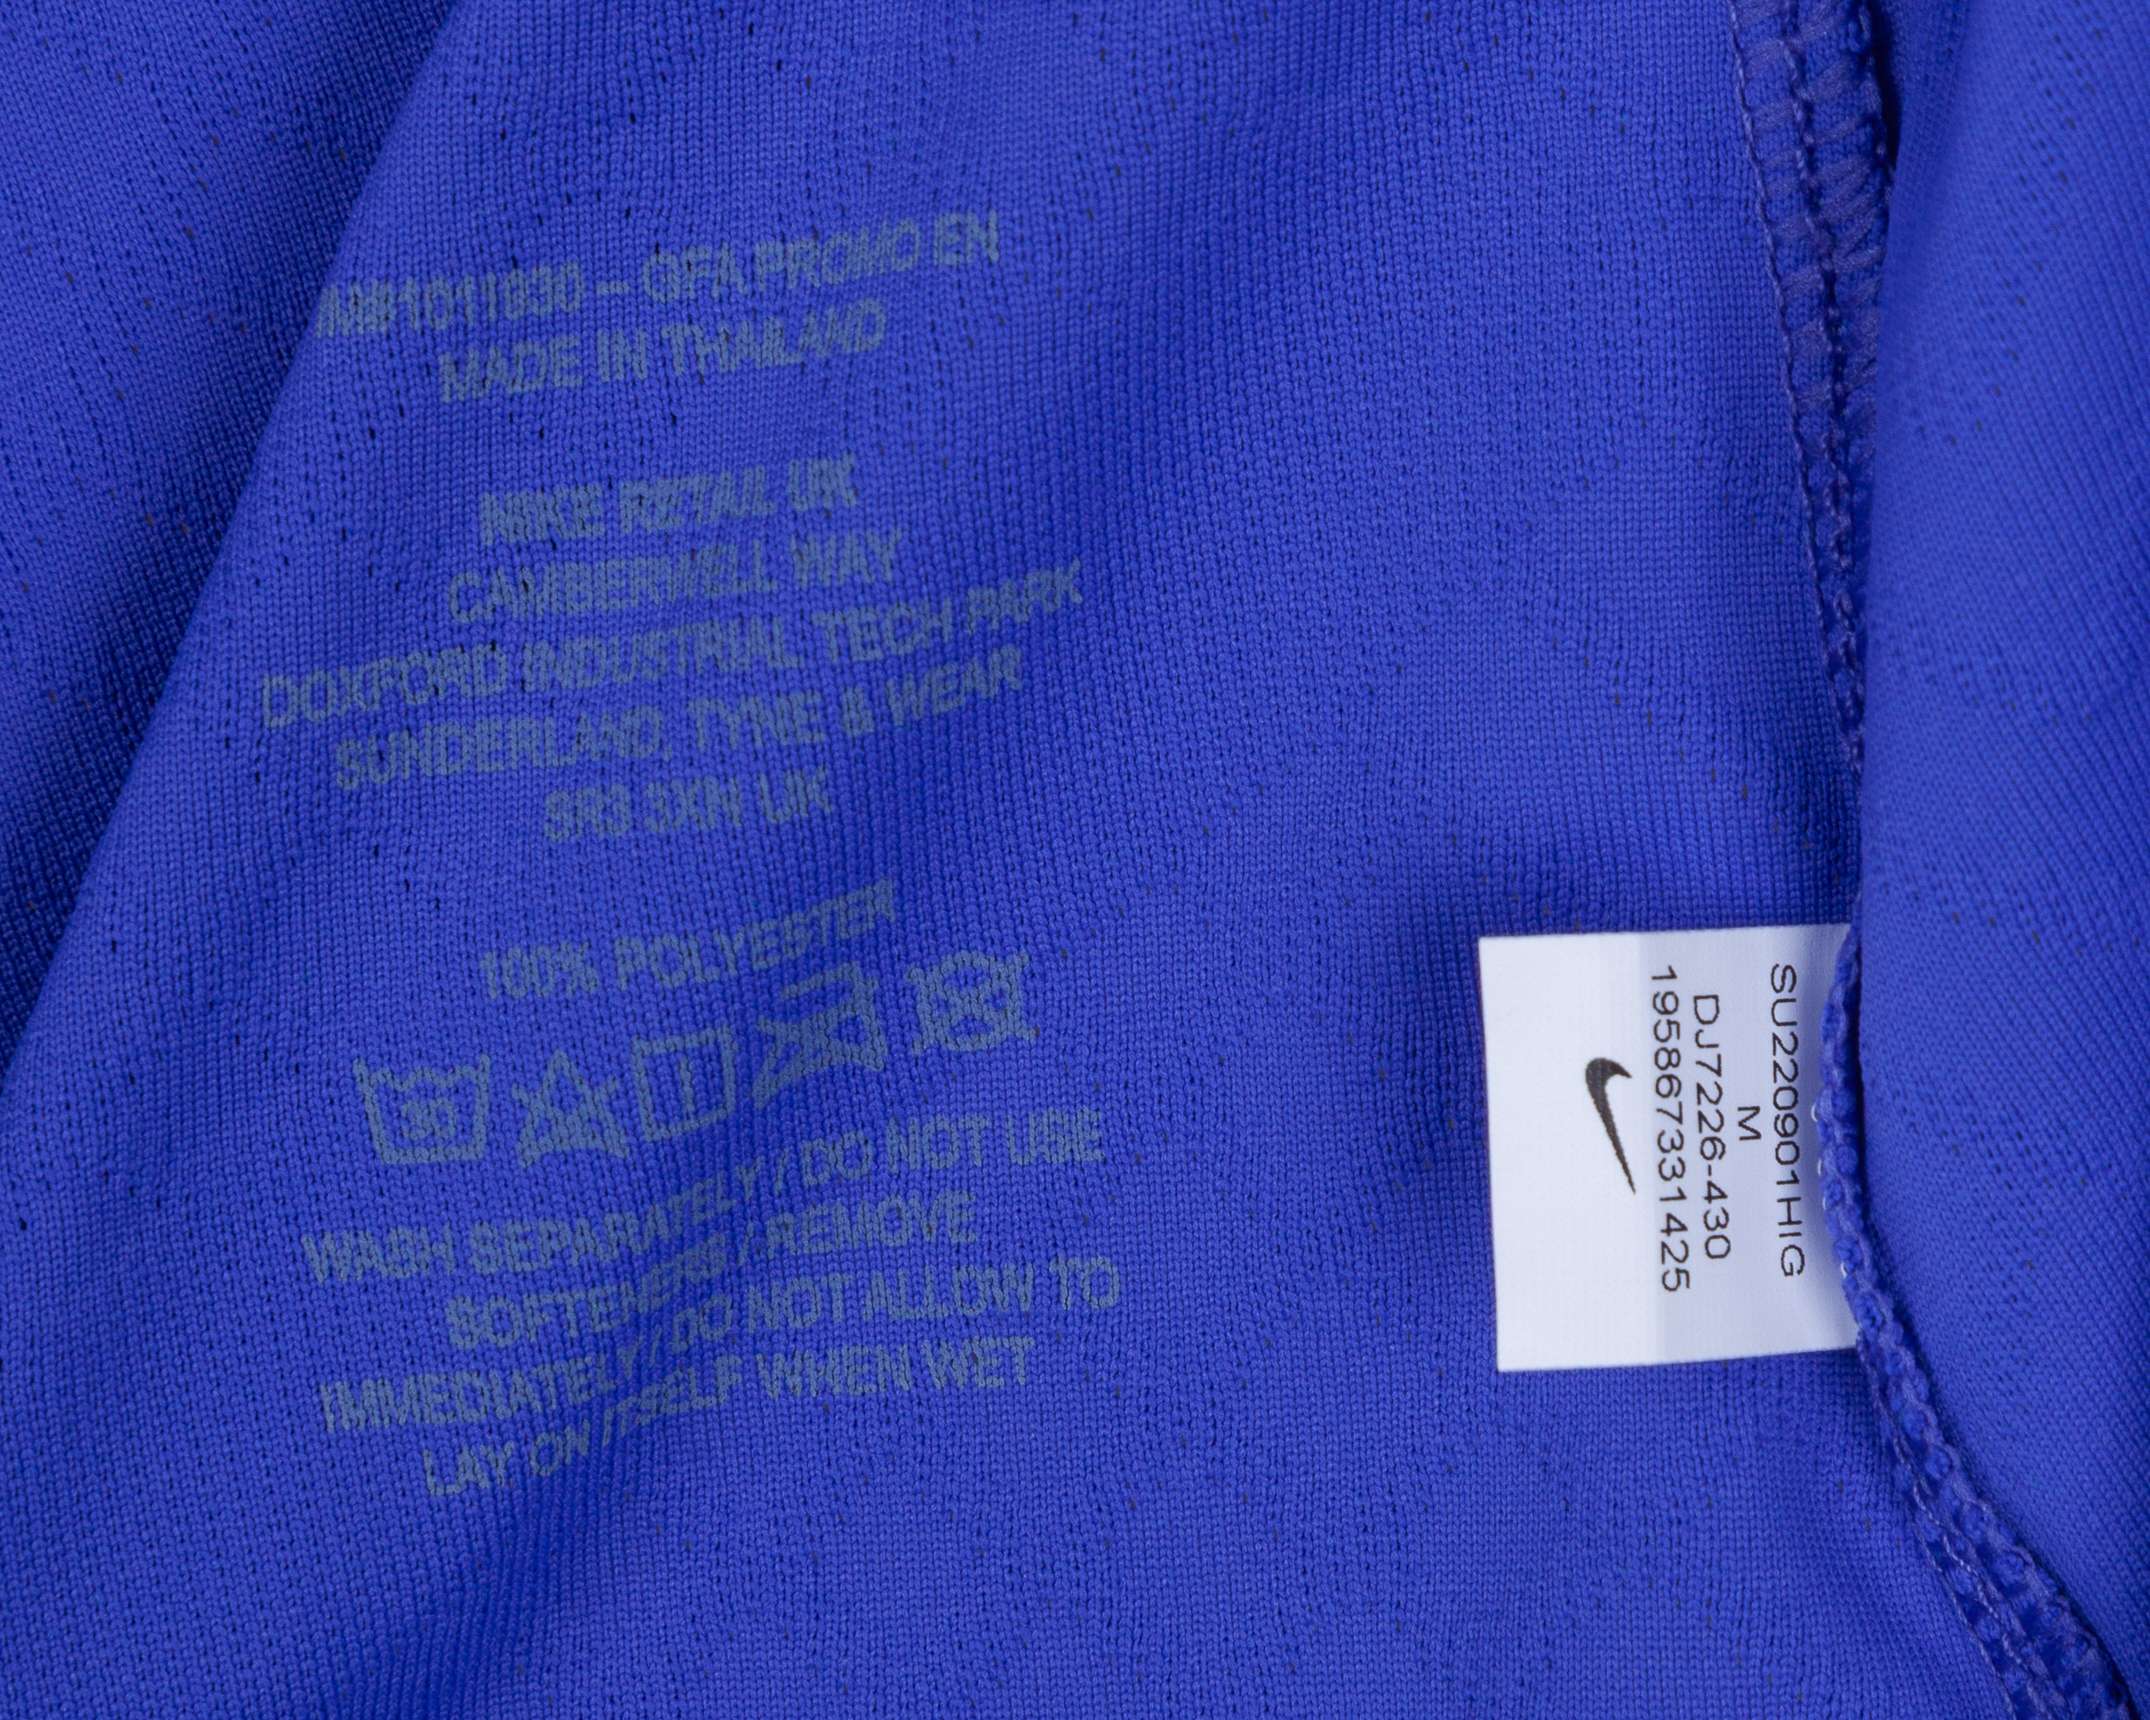 IM#1011830 – QFA PROMO EN
MADE IN THAILAND
NIKE RETAIL UK
CAMBERWELL WAY
DOXFORD INDUSTRIAL TECH PARK
SUNDERLAND, TYNE & WEAR
SR3 3XN UK
100% POLYESTER
30
WASH SEPARATELY / DO NOT USE
SOFTENERS / REMOVE
IMMEDIATELY / DO NOT ALLOW TO
LAY ON ITSELF WHEN WET
SU220901HIG
M
DJ7226-430
195867331425